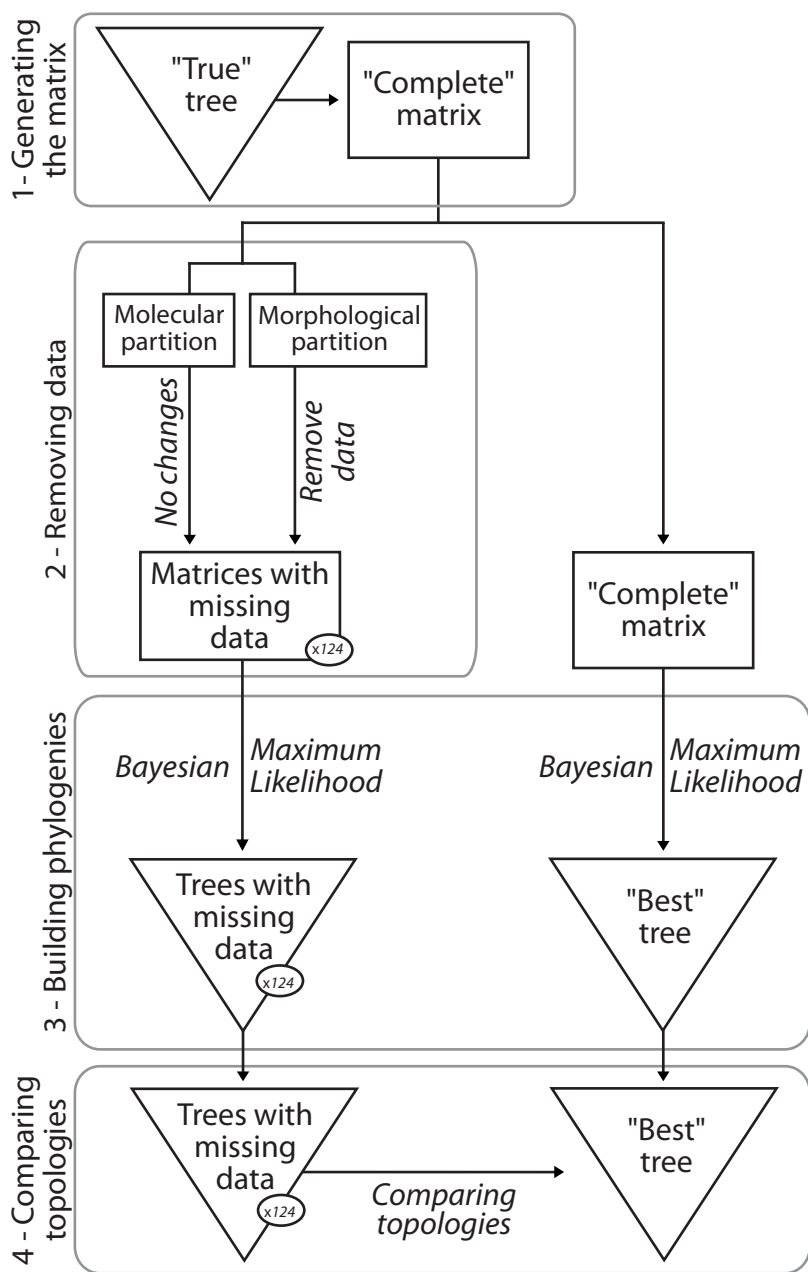 1- Generating
the matrix
"True"
tree
"Complete"
matrix
2 - Removing data
Molecular
partition
Morphological
partition
No changes
Remove
data
Matrices with
missing
data
x124
"Complete"
matrix
3 - Building phylogenies
Bayesian
Maximum
Likelihood
Bayesian
Maximum
Likelihood
Trees with
missing
data
x124
"Best"
tree
4 - Comparing
topologies
Trees with
missing
data
x124
Comparing
topologies
"Best"
tree